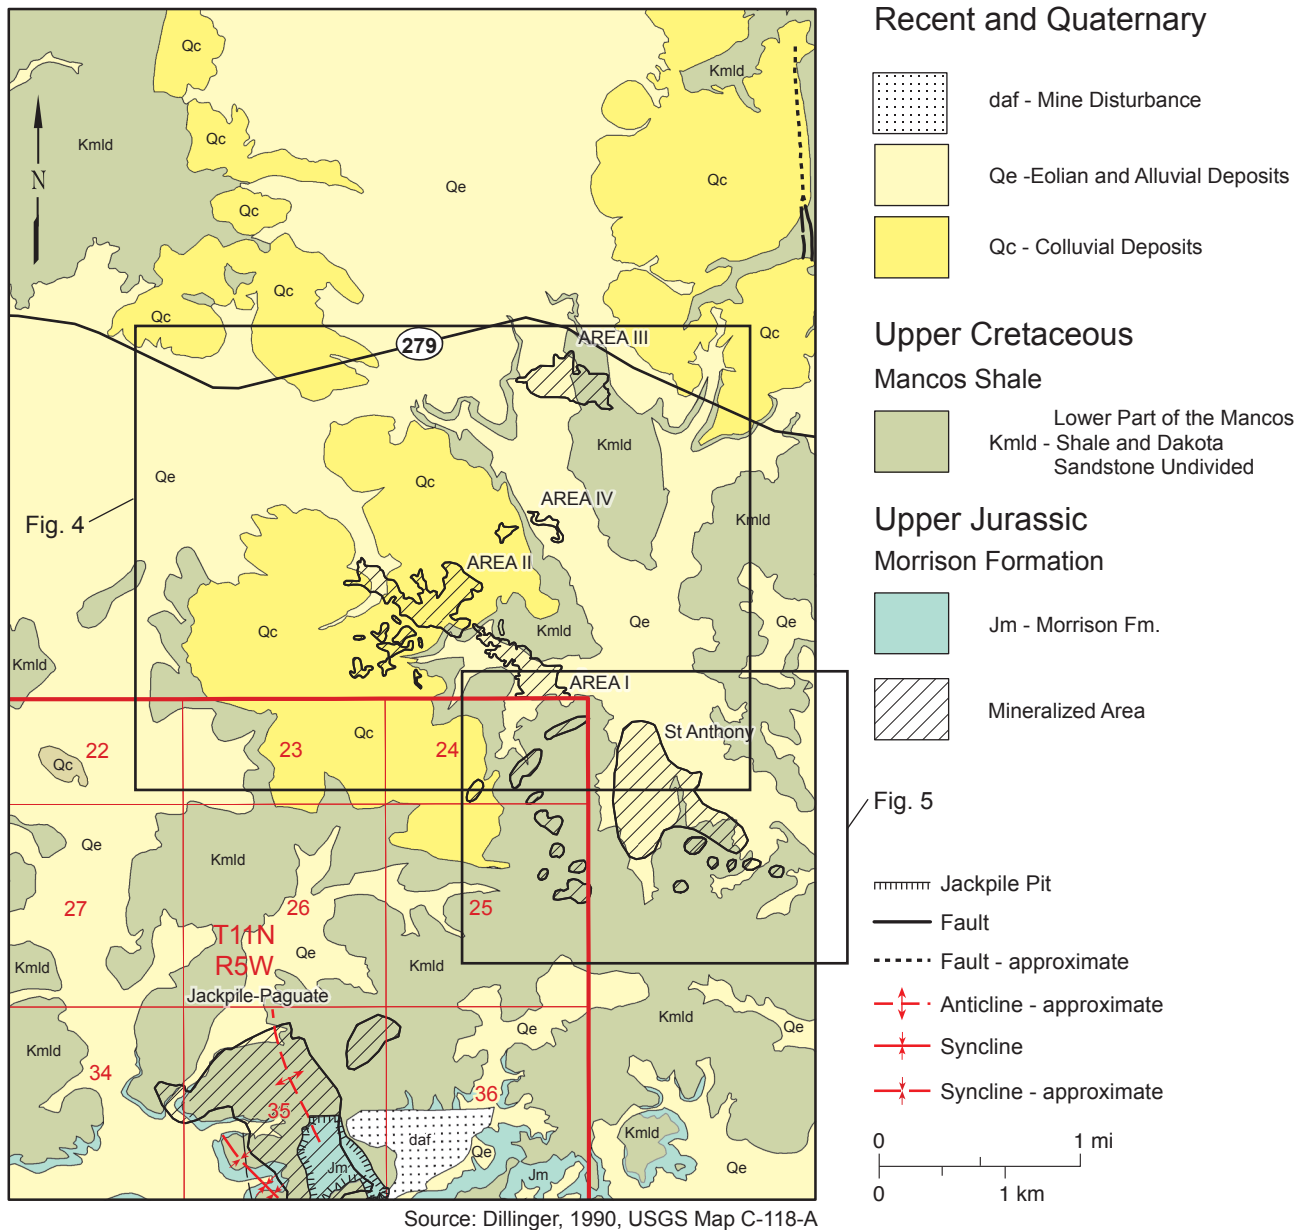 Qc
Kmld
Kmld
Qc
Qe
Qc
N
Qc
Qc
Qc
Qc
279
AREA III
Kmld
Qe
Qc
Fig. 4
AREA IV
Kmld
AREA II
Qc
Kmld
Qe
Qe
Kmld
AREA I
22
23
Qc
24
St Anthony
Qc
Fig. 5
Qe
Kmld
27
26
25
T11N
R5W
Qe
Kmld
Kmld
Jackpile-Paguate
Kmld
Qe
Kmld
Qe
34
36
35
daf
Qe
Kmld
Jm
Jm
Qe
Source: Dillinger, 1990, USGS Map C-118-A
Recent and Quaternary
daf - Mine Disturbance
Qe -Eolian and Alluvial Deposits
Qc - Colluvial Deposits
Upper Cretaceous
Mancos Shale
Lower Part of the Mancos
Kmld - Shale and Dakota
Sandstone Undivided
Upper Jurassic
Morrison Formation
Jm - Morrison Fm.
Mineralized Area
Jackpile Pit
Fault
Fault - approximate
Anticline - approximate
Syncline
Syncline - approximate
0 1 mi
0 1 km